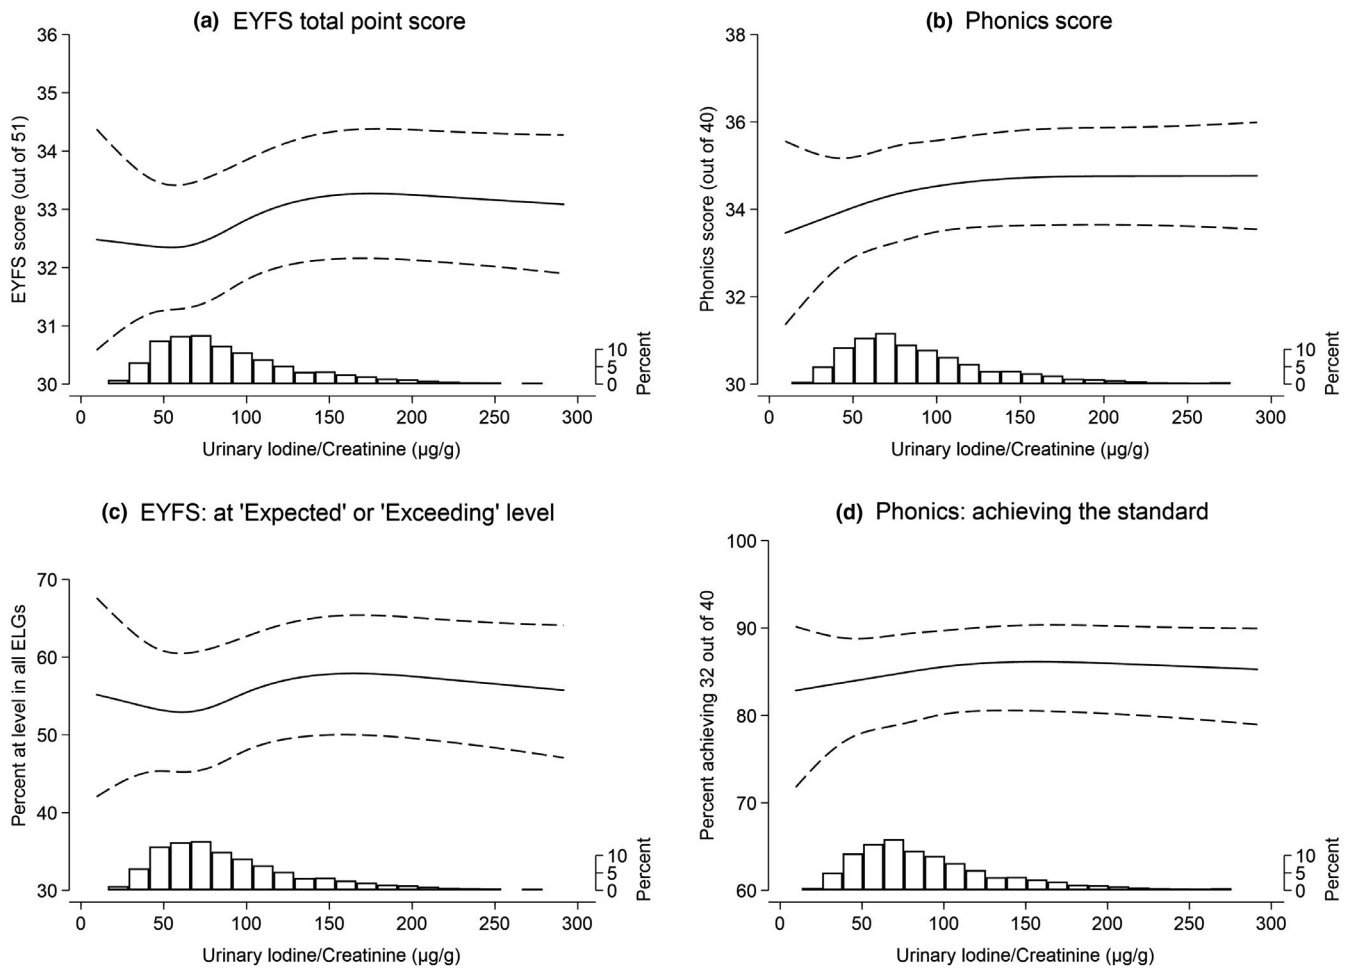 (a) EYFS total point score
36
35
34
33
32
31
30
EYFS score (out of 51)
10
5
0
Percent
0 50 100 150 200 250 300
Urinary Iodine/Creatinine (µg/g)
(b) Phonics score
38
36
34
32
30
Phonics score (out of 40)
10
5
0
Percent
0 50 100 150 200 250 300
Urinary Iodine/Creatinine (µg/g)
(c) EYFS: at 'Expected' or 'Exceeding' level
70
60
50
40
30
Percent at level in all ELGs
10
5
0
Percent
0 50 100 150 200 250 300
Urinary Iodine/Creatinine (µg/g)
(d) Phonics: achieving the standard
100
90
80
70
60
Percent achieving 32 out of 40
10
5
0
Percent
0 50 100 150 200 250 300
Urinary Iodine/Creatinine (µg/g)